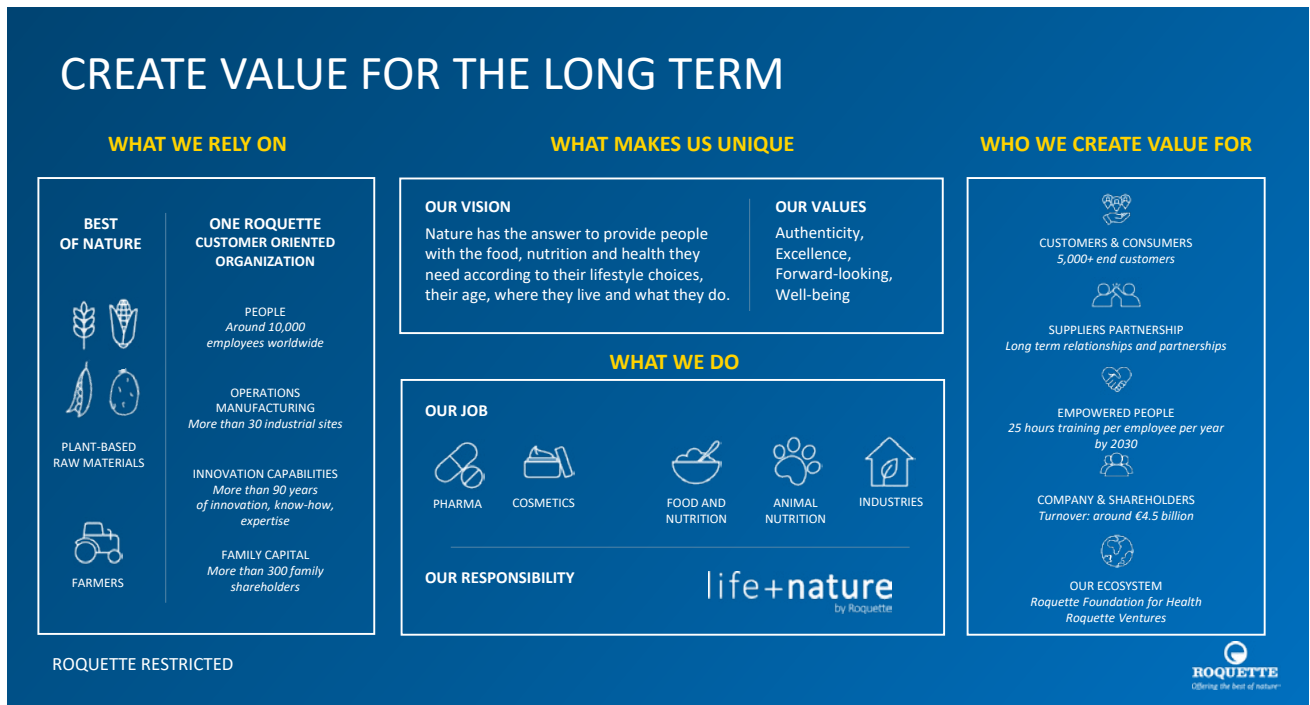 CREATE VALUE FOR THE LONG TERM
WHAT WE RELY ON
BEST
OF NATURE
PLANT-BASED
RAW MATERIALS
FARMERS
ONE ROQUETTE
CUSTOMER ORIENTED
ORGANIZATION
PEOPLE
Around 10,000
employees worldwide
OPERATIONS
MANUFACTURING
More than 30 industrial sites
INNOVATION CAPABILITIES
More than 90 years
of innovation, know-how,
expertise
FAMILY CAPITAL
More than 300 family
shareholders
WHAT MAKES US UNIQUE
OUR VISION
Nature has the answer to provide people
with the food, nutrition and health they
need according to their lifestyle choices,
their age, where they live and what they do.
OUR VALUES
Authenticity,
Excellence,
Forward-looking,
Well-being
WHAT WE DO
OUR JOB
PHARMA
COSMETICS
FOOD AND
NUTRITION
ANIMAL
NUTRITION
INDUSTRIES
OUR RESPONSIBILITY
life+nature
by Roquette
WHO WE CREATE VALUE FOR
CUSTOMERS & CONSUMERS
5,000+ end customers
SUPPLIERS PARTNERSHIP
Long term relationships and partnerships
EMPOWERED PEOPLE
25 hours training per employee per year
by 2030
COMPANY & SHAREHOLDERS
Turnover: around €4.5 billion
OUR ECOSYSTEM
Roquette Foundation for Health
Roquette Ventures
ROQUETTE RESTRICTED
ROQUETTE
Offering the best of nature™